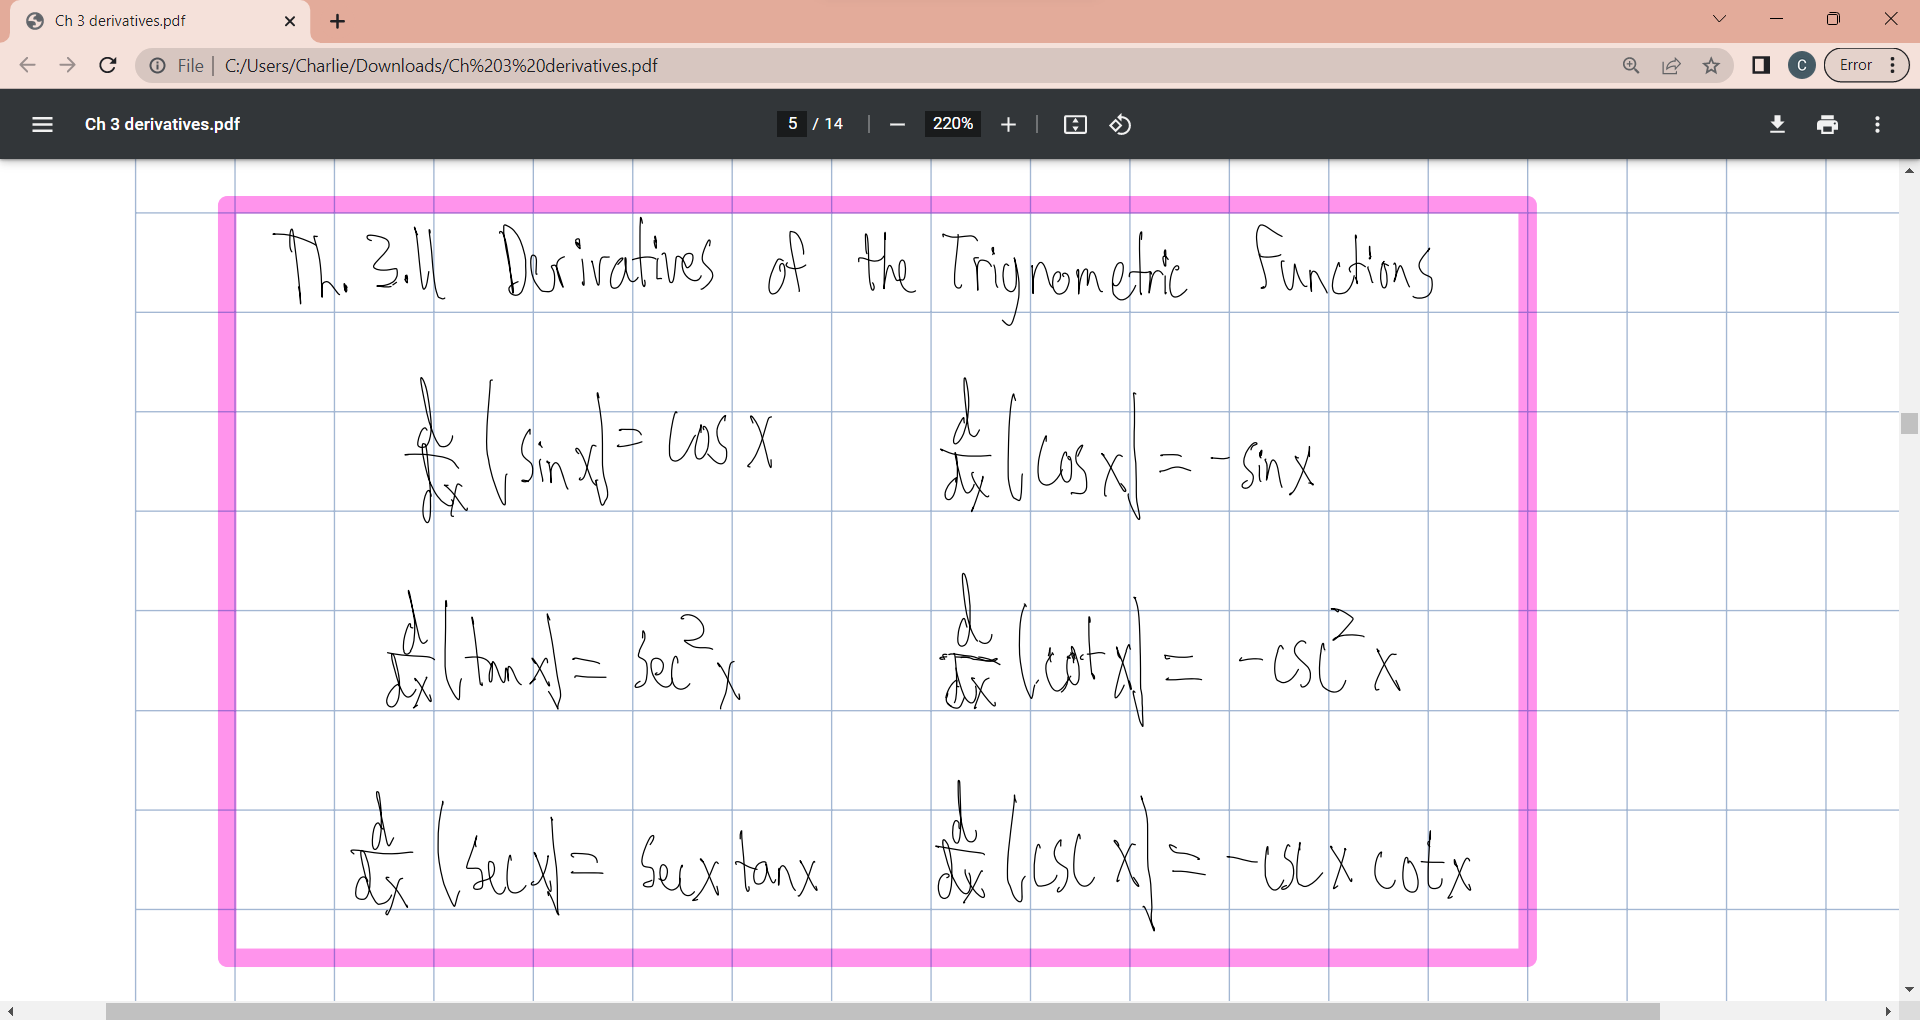 Ch 3 derivatives.pdf
File | C:/Users/Charlie/Downloads/Ch%203%20derivatives.pdf
C
Error
Ch 3 derivatives.pdf
5 / 14
220%
Th. 3.11 Derivatives of the Trignometric Functions
d/dx (sin x) = cos x
d/dx (cos x) = -sin x
d/dx (tan x) = sec² x
d/dx (cot x) = -csc² x
d/dx (sec x) = sec x tan x
d/dx (csc x) = -csc x cot x